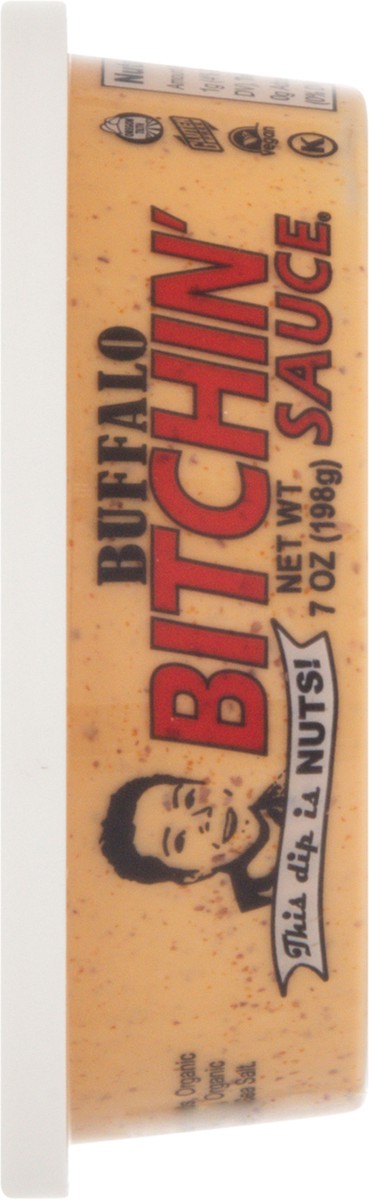 BUFFALO
BITCHIN'
SAUCE®
NET WT
7 OZ (198g)
This dip is NUTS!
vegan
K
Organic
Organic
Sea Salt